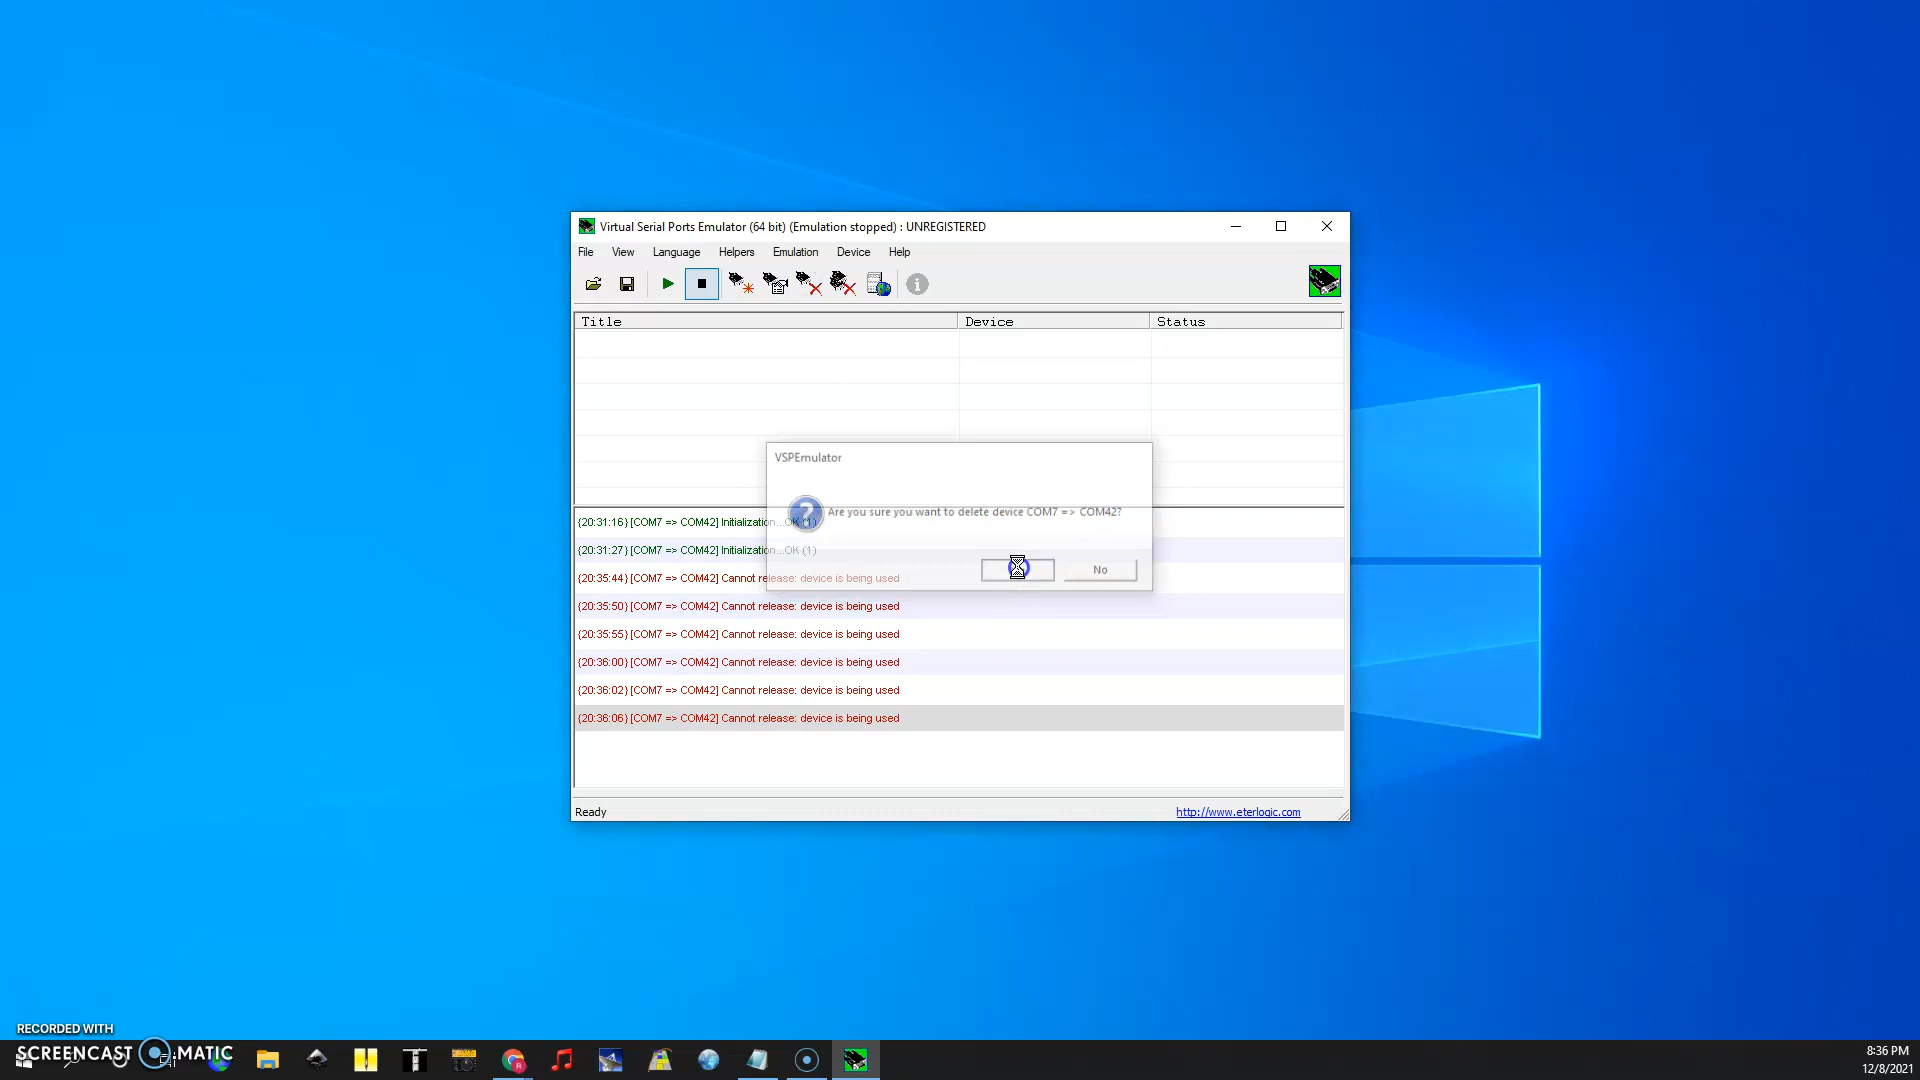 Virtual Serial Ports Emulator (64 bit) (Emulation stopped) : UNREGISTERED
File View Language Helpers Emulation Device Help
Title Device Status
VSPEmulator
Are you sure you want to delete device COM7 => COM42?
No
{20:31:16} [COM7 => COM42] Initialization...OK (1)
{20:31:27} [COM7 => COM42] Initialization...OK (1)
{20:35:44} [COM7 => COM42] Cannot release: device is being used
{20:35:50} [COM7 => COM42] Cannot release: device is being used
{20:35:55} [COM7 => COM42] Cannot release: device is being used
{20:36:00} [COM7 => COM42] Cannot release: device is being used
{20:36:02} [COM7 => COM42] Cannot release: device is being used
{20:36:06} [COM7 => COM42] Cannot release: device is being used
Ready http://www.eterlogic.com
RECORDED WITH
SCREENCAST MATIC
8:36 PM
12/8/2021